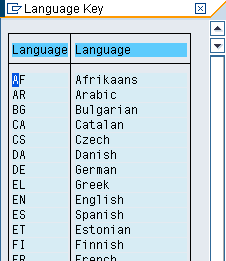 Language Key
Language Language
AF Afrikaans
AR Arabic
BG Bulgarian
CA Catalan
CS Czech
DA Danish
DE German
EL Greek
EN English
ES Spanish
ET Estonian
FI Finnish
FR French